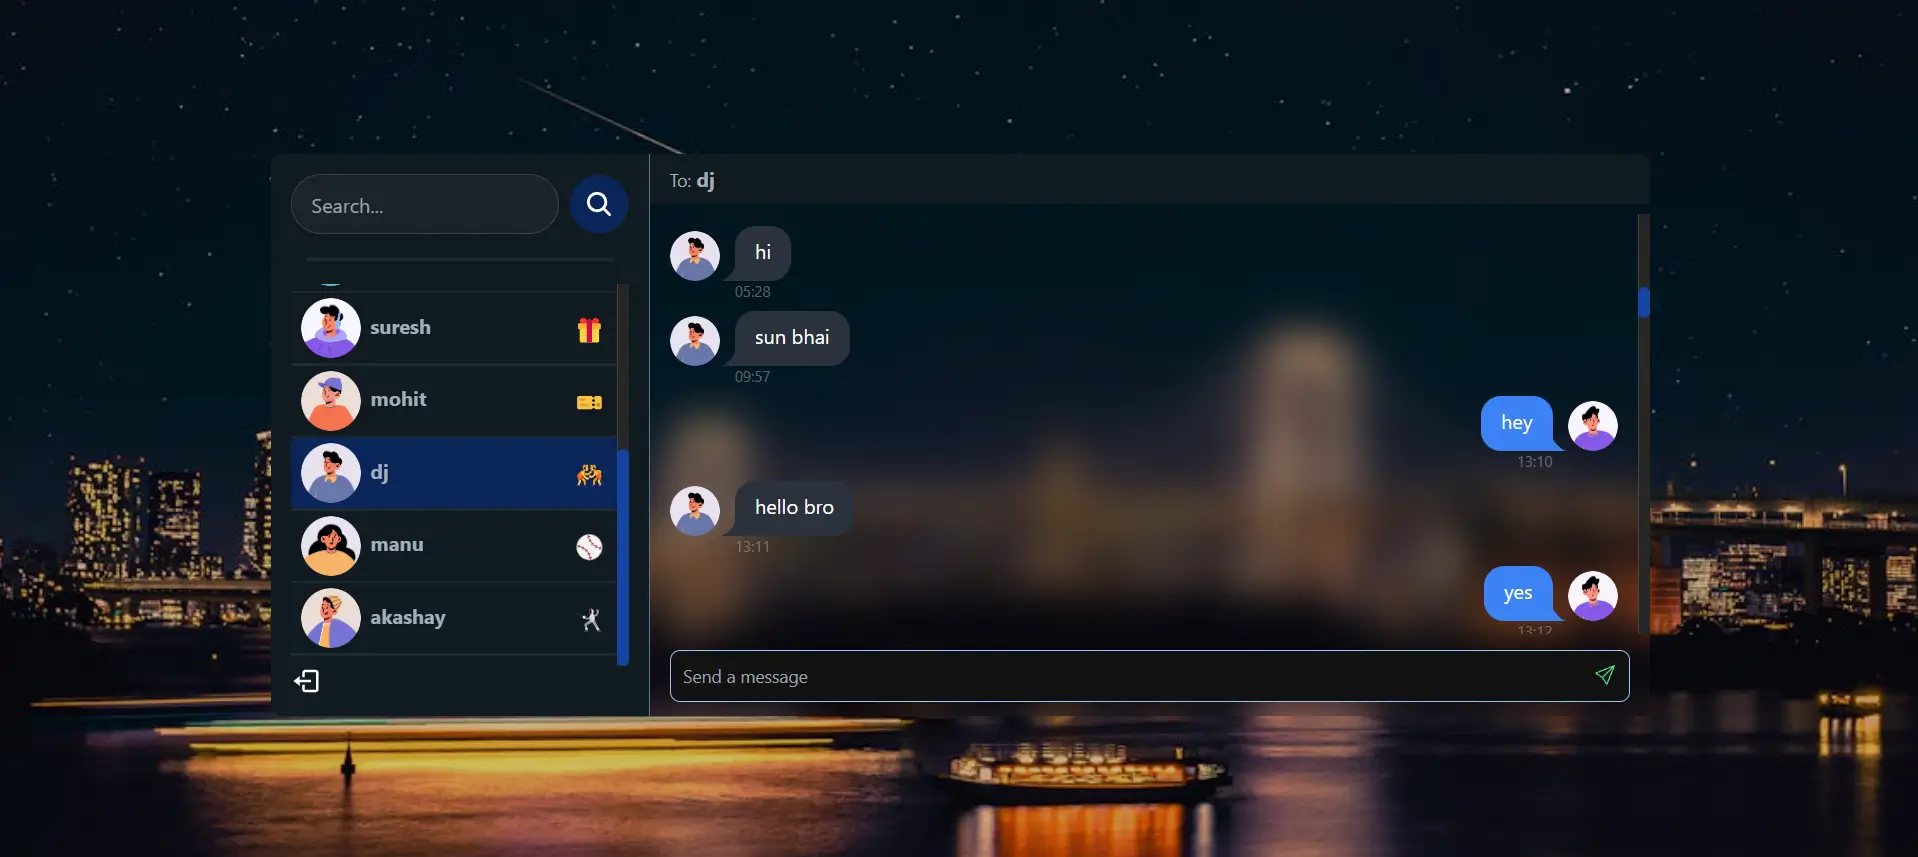 Search...
suresh
mohit
dj
manu
akashay
To: dj
hi
05:28
sun bhai
09:57
hey
13:10
hello bro
13:11
yes
13:12
Send a message